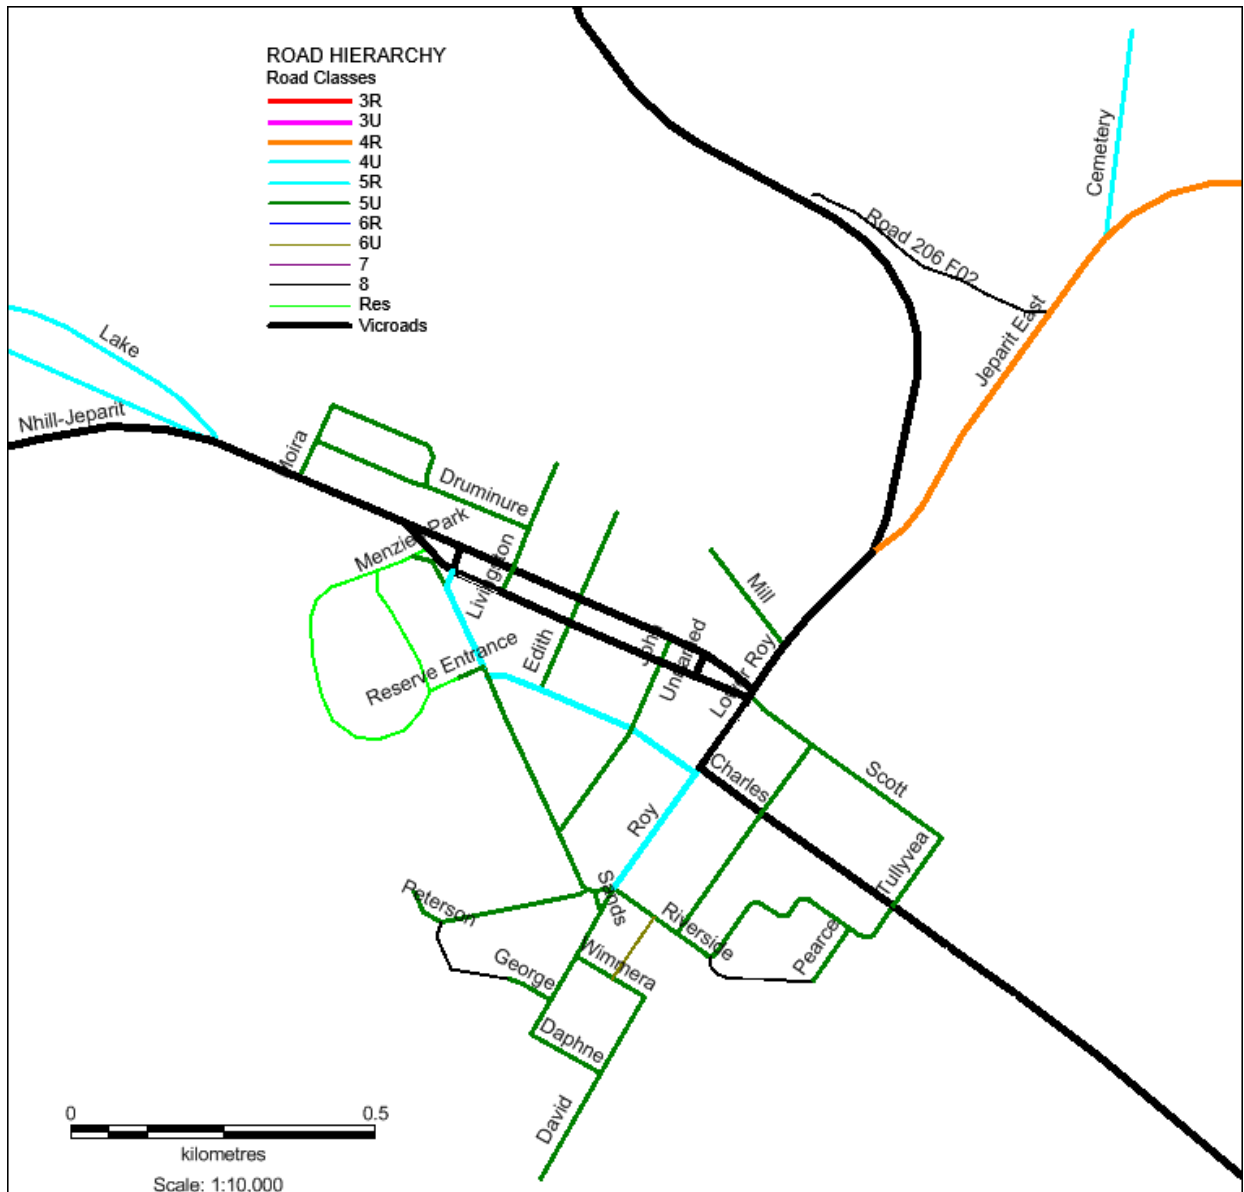 ROAD HIERARCHY
Road Classes
3R
3U
4R
4U
5R
5U
6R
6U
7
8
Res
Vicroads
Cemetery
Road 206 F02
Jeparit East
Lake
Nhill-Jeparit
Moira
Druminure
Menzies Park
Livingston
Mill
Edith
John
Unnamed
Lower Roy
Reserve Entrance
Charles
Scott
Roy
Tullyvea
Sands
Peterson
Riverside
Pearce
Wimmera
George
Daphne
David
0 0.5
kilometres
Scale: 1:10,000